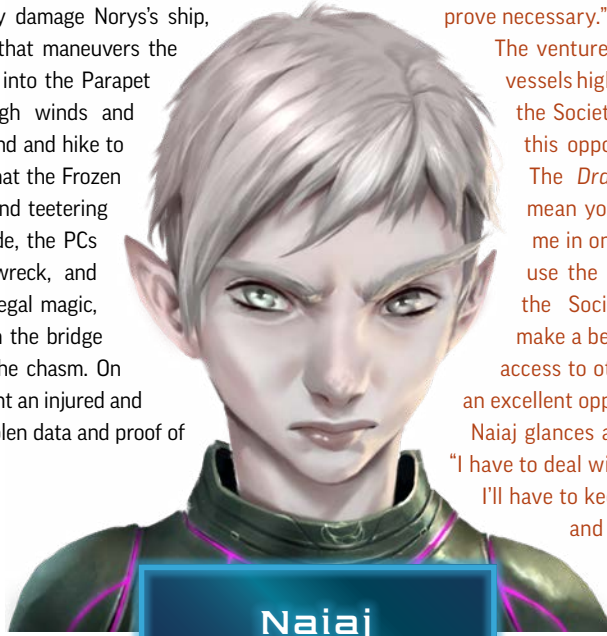 y damage Norys's ship,
that maneuvers the
into the Parapet
gh winds and
nd and hike to
hat the Frozen
nd teetering
de, the PCs
wreck, and
egal magic,
n the bridge
he chasm. On
nt an injured and
olen data and proof of
prove necessary.”
The venture
vessels high
the Societ
this oppo
The Dra
mean yo
me in or
use the
the Soci
make a be
access to ot
an excellent opp
Naiaj glances a
“I have to deal wi
I'll have to ke
and
Naiaj